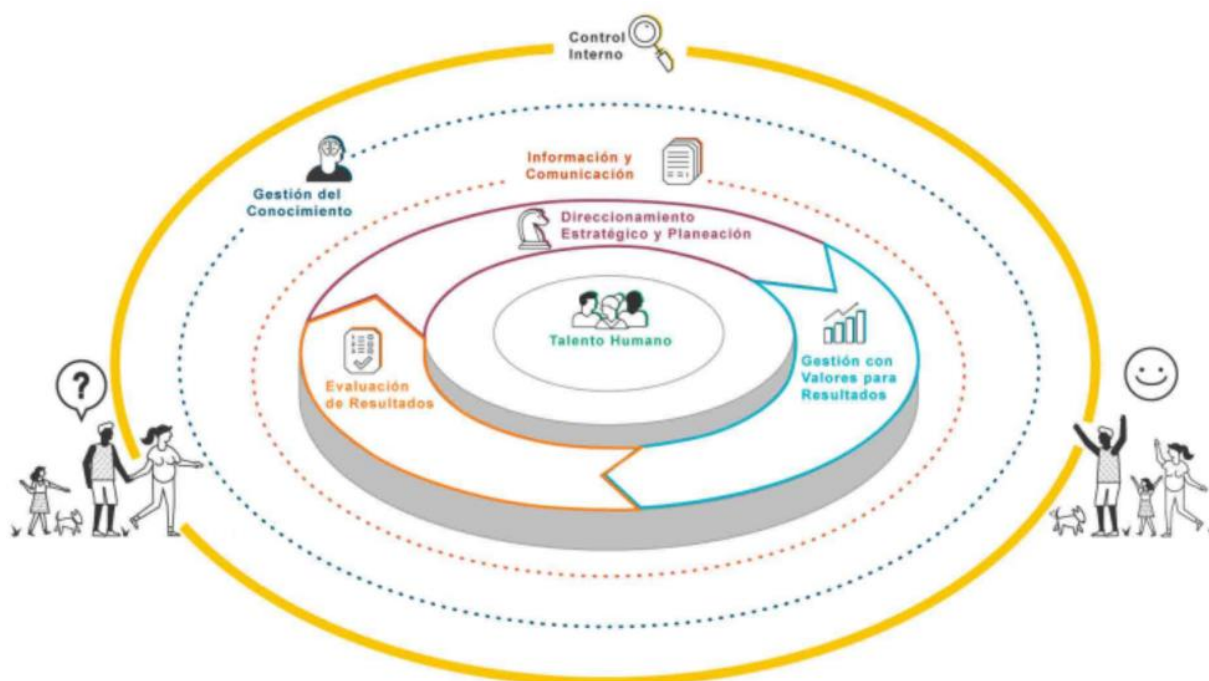 Control
Interno
Información y
Comunicación
Gestión del
Conocimiento
Direccionamiento
Estratégico y Planeación
Talento Humano
Gestión con
Valores para
Resultados
Evaluación
de Resultados
?